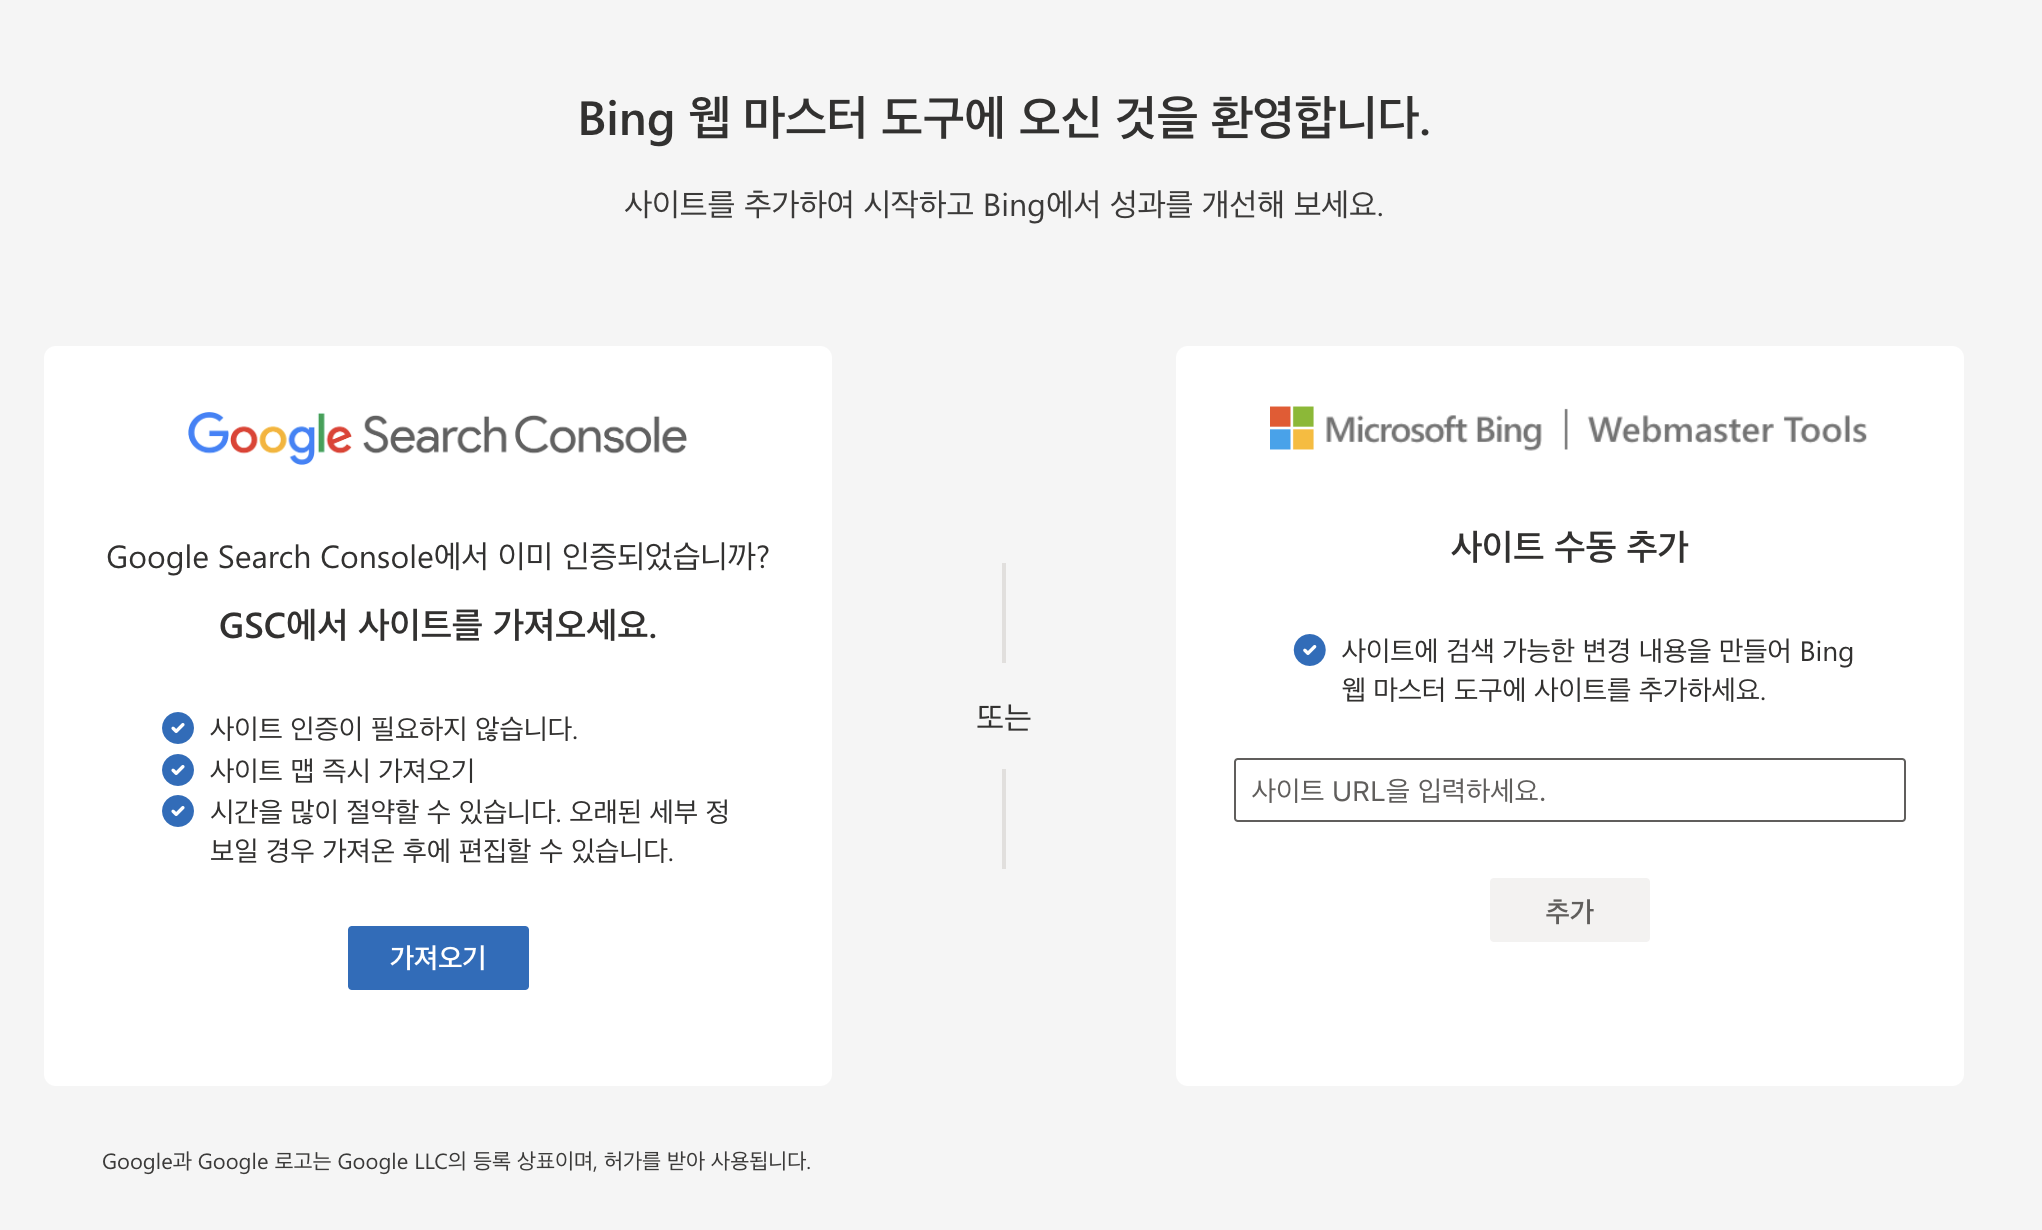 Bing 웹 마스터 도구에 오신 것을 환영합니다.
사이트를 추가하여 시작하고 Bing에서 성과를 개선해 보세요.
Google Search Console
Google Search Console에서 이미 인증되었습니까?
GSC에서 사이트를 가져오세요.
사이트 인증이 필요하지 않습니다.
사이트 맵 즉시 가져오기
시간을 많이 절약할 수 있습니다. 오래된 세부 정
보일 경우 가져온 후에 편집할 수 있습니다.
가져오기
또는
Microsoft Bing | Webmaster Tools
사이트 수동 추가
사이트에 검색 가능한 변경 내용을 만들어 Bing
웹 마스터 도구에 사이트를 추가하세요.
사이트 URL을 입력하세요.
추가
Google과 Google 로고는 Google LLC의 등록 상표이며, 허가를 받아 사용됩니다.